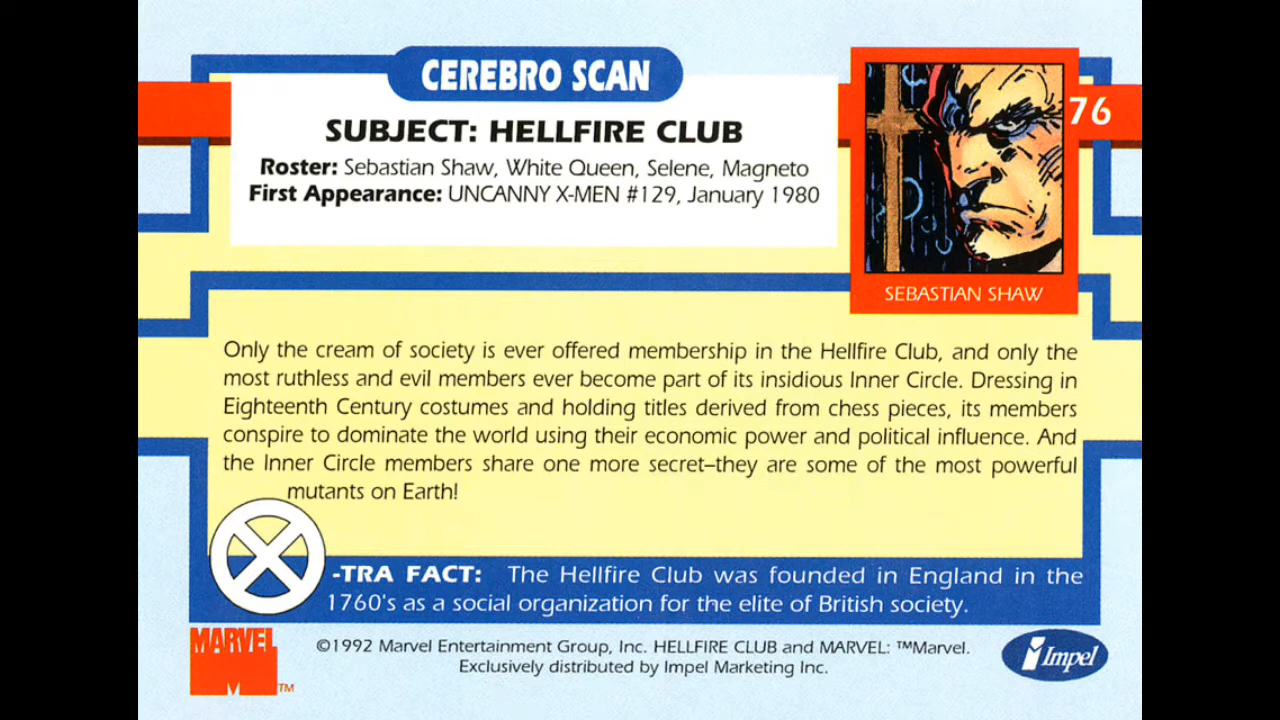 CEREBRO SCAN
SUBJECT: HELLFIRE CLUB
76
Roster: Sebastian Shaw, White Queen, Selene, Magneto
First Appearance: UNCANNY X-MEN #129, January 1980
SEBASTIAN SHAW
Only the cream of society is ever offered membership in the Hellfire Club, and only the
most ruthless and evil members ever become part of its insidious Inner Circle. Dressing in
Eighteenth Century costumes and holding titles derived from chess pieces, its members
conspire to dominate the world using their economic power and political influence. And
the Inner Circle members share one more secret–they are some of the most powerful
mutants on Earth!
X-TRA FACT: The Hellfire Club was founded in England in the
1760's as a social organization for the elite of British society.
MARVEL
M TM
©1992 Marvel Entertainment Group, Inc. HELLFIRE CLUB and MARVEL: ™Marvel.
Exclusively distributed by Impel Marketing Inc.
Impel